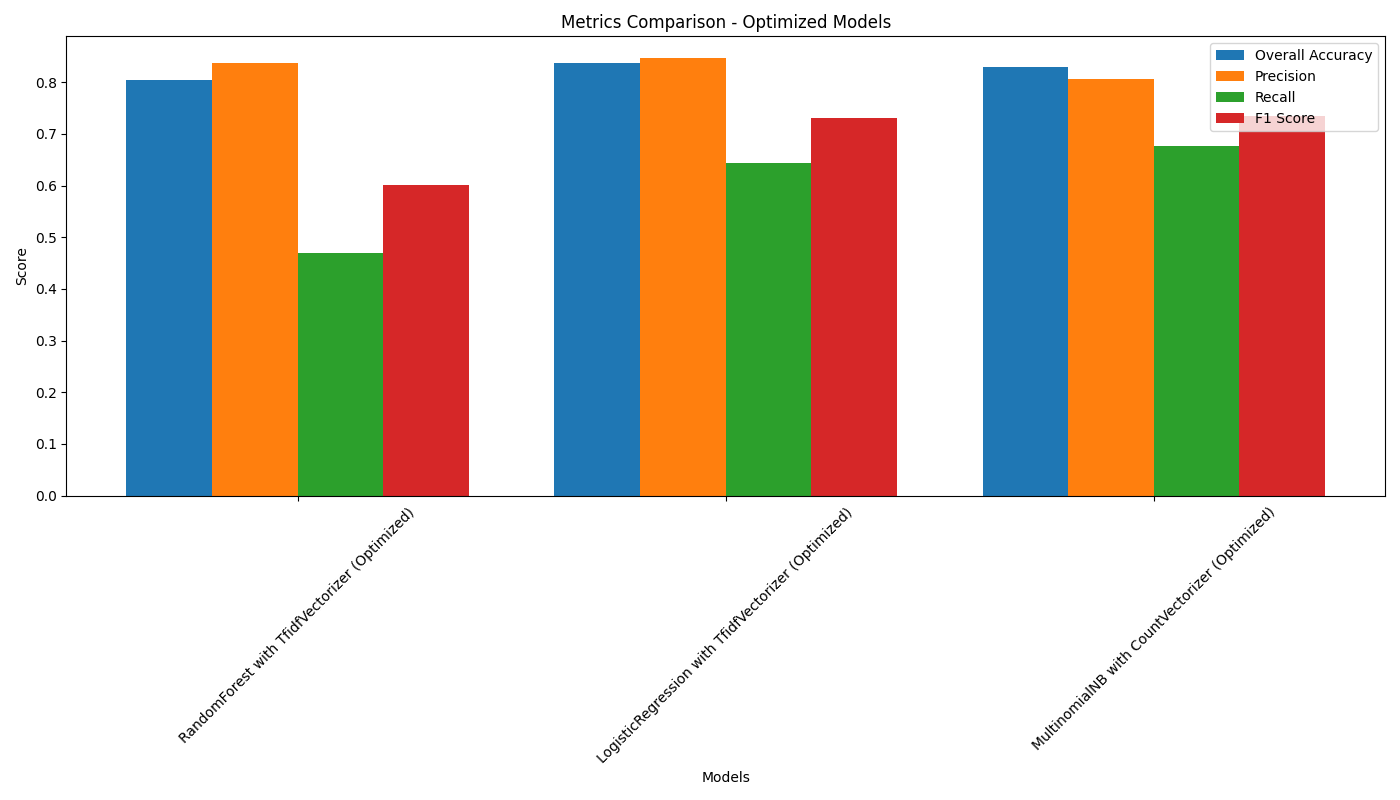 Metrics Comparison - Optimized Models
Overall Accuracy
Precision
Recall
F1 Score
Score
0.8
0.7
0.6
0.5
0.4
0.3
0.2
0.1
0.0
RandomForest with TfidfVectorizer (Optimized)
LogisticRegression with TfidfVectorizer (Optimized)
MultinomialNB with CountVectorizer (Optimized)
Models